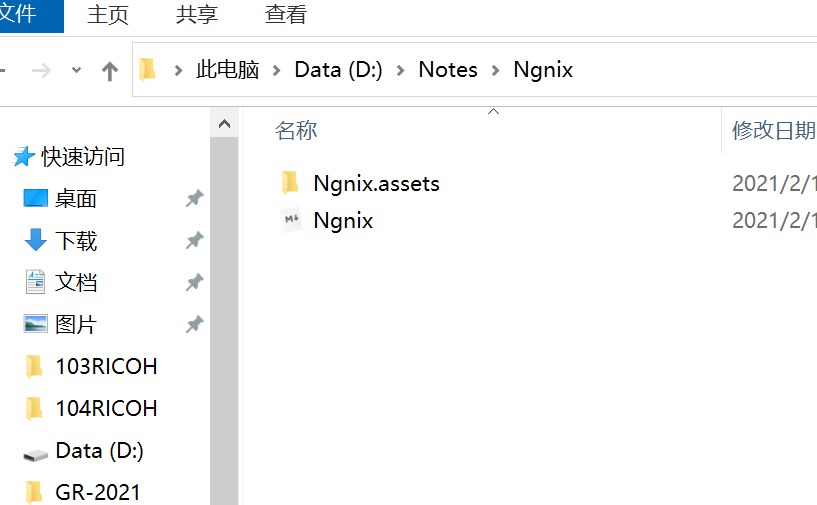 文件 主页 共享 查看
此电脑 Data (D:) Notes Ngnix
名称 修改日期
快速访问
桌面
下载
文档
图片
103RICOH
104RICOH
Data (D:)
GR-2021
Ngnix.assets 2021/2/1
Ngnix 2021/2/1